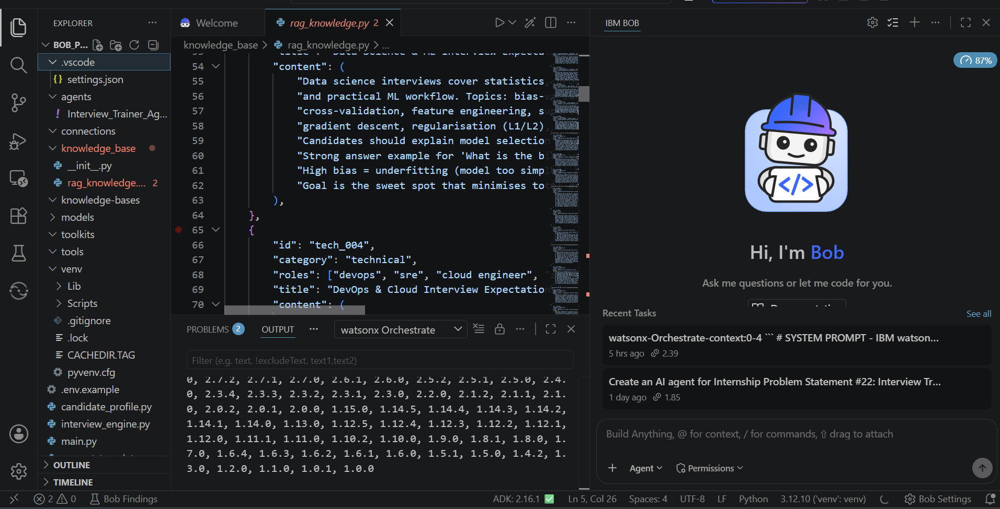 EXPLORER
BOB_P...
.vscode
{} settings.json
agents
! Interview_Trainer_Ag...
connections
knowledge_base
__init__.py
rag_knowledge.... 2
knowledge-bases
models
toolkits
tools
venv
Lib
Scripts
.gitignore
.lock
CACHEDIR.TAG
pyvenv.cfg
.env.example
candidate_profile.py
interview_engine.py
main.py
OUTLINE
TIMELINE
Welcome
rag_knowledge.py 2
knowledge_base > rag_knowledge.py > ...
54 "content": (
55 "Data science interviews cover statistics
56 "and practical ML workflow. Topics: bias-
57 "cross-validation, feature engineering, s
58 "gradient descent, regularisation (L1/L2)
59 "Candidates should explain model selection
60 "Strong answer example for 'What is the b
61 "High bias = underfitting (model too simp
62 "Goal is the sweet spot that minimises to
63 ),
64 },
65 {
66 "id": "tech_004",
67 "category": "technical",
68 "roles": ["devops", "sre", "cloud engineer",
69 "title": "DevOps & Cloud Interview Expectation
70 "content": (
PROBLEMS 2 OUTPUT ... watsonx Orchestrate
Filter (e.g. text, !excludeText, text1,text2)
0, 2.7.2, 2.7.1, 2.7.0, 2.6.1, 2.6.0, 2.5.2, 2.5.1, 2.5.0, 2.4.
0, 2.3.4, 2.3.3, 2.3.2, 2.3.1, 2.3.0, 2.2.0, 2.1.2, 2.1.1, 2.1.
0, 2.0.2, 2.0.1, 2.0.0, 1.15.0, 1.14.5, 1.14.4, 1.14.3, 1.14.2,
1.14.1, 1.14.0, 1.13.0, 1.12.5, 1.12.4, 1.12.3, 1.12.2, 1.12.1,
1.12.0, 1.11.1, 1.11.0, 1.10.2, 1.10.0, 1.9.0, 1.8.1, 1.8.0, 1.
7.0, 1.6.4, 1.6.3, 1.6.2, 1.6.1, 1.6.0, 1.5.1, 1.5.0, 1.4.2, 1.
3.0, 1.2.0, 1.1.0, 1.0.1, 1.0.0
IBM BOB
87%
</>
Hi, I'm Bob
Ask me questions or let me code for you.
Recent Tasks See all
watsonx-Orchestrate-context:0-4 ``` # SYSTEM PROMPT - IBM watson...
5 hrs ago 2.39
Create an AI agent for Internship Problem Statement #22: Interview Tr...
1 day ago 1.85
Build Anything, @ for context, / for commands, ⇧ drag to attach
Agent Permissions
2 0 Bob Findings ADK: 2.16.1 ✅ Ln 5, Col 26 Spaces: 4 UTF-8 LF Python 3.12.10 ('venv': venv) Bob Settings